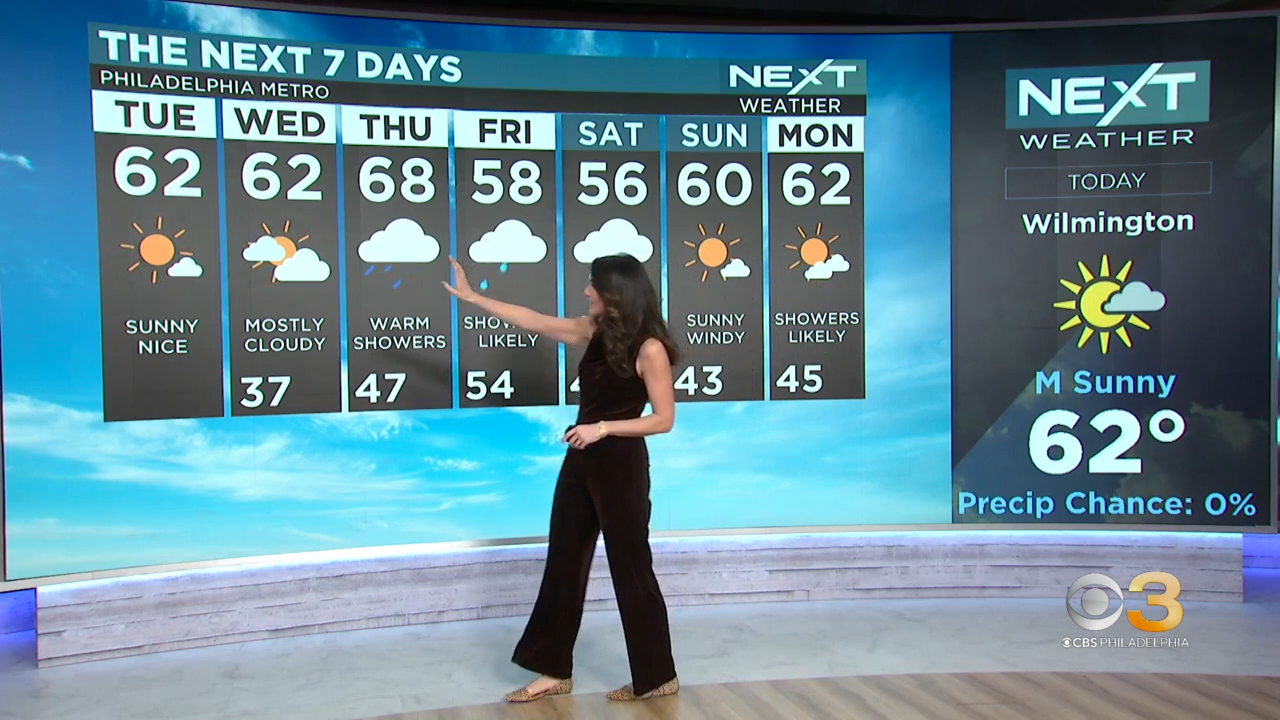 THE NEXT 7 DAYS
PHILADELPHIA METRO
NEXT
WEATHER
TUE WED THU FRI SAT SUN MON
62 62 68 58 56 60 62
SUNNY
NICE
MOSTLY
CLOUDY
WARM
SHOWERS
LIKELY
SUNNY
WINDY
SHOWERS
LIKELY
37 47 54 43 45
NEXT
WEATHER
TODAY
Wilmington
M Sunny
62°
Precip Chance: 0%
3
CBS PHILADELPHIA